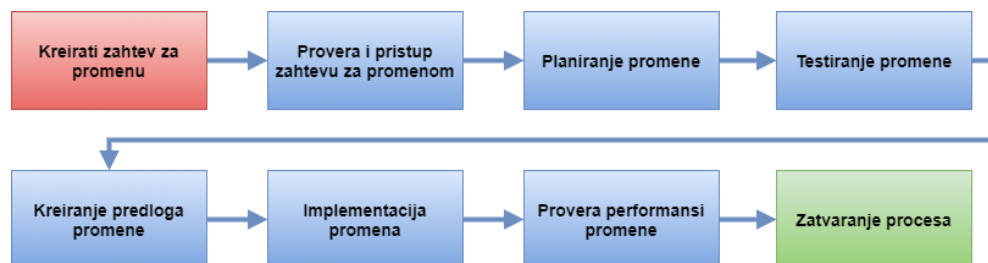 Kreirati zahtev za
promenu
Provera i pristup
zahtevu za promenom
Planiranje promene
Testiranje promene
Kreiranje predloga
promene
Implementacija
promena
Provera performansi
promene
Zatvaranje procesa